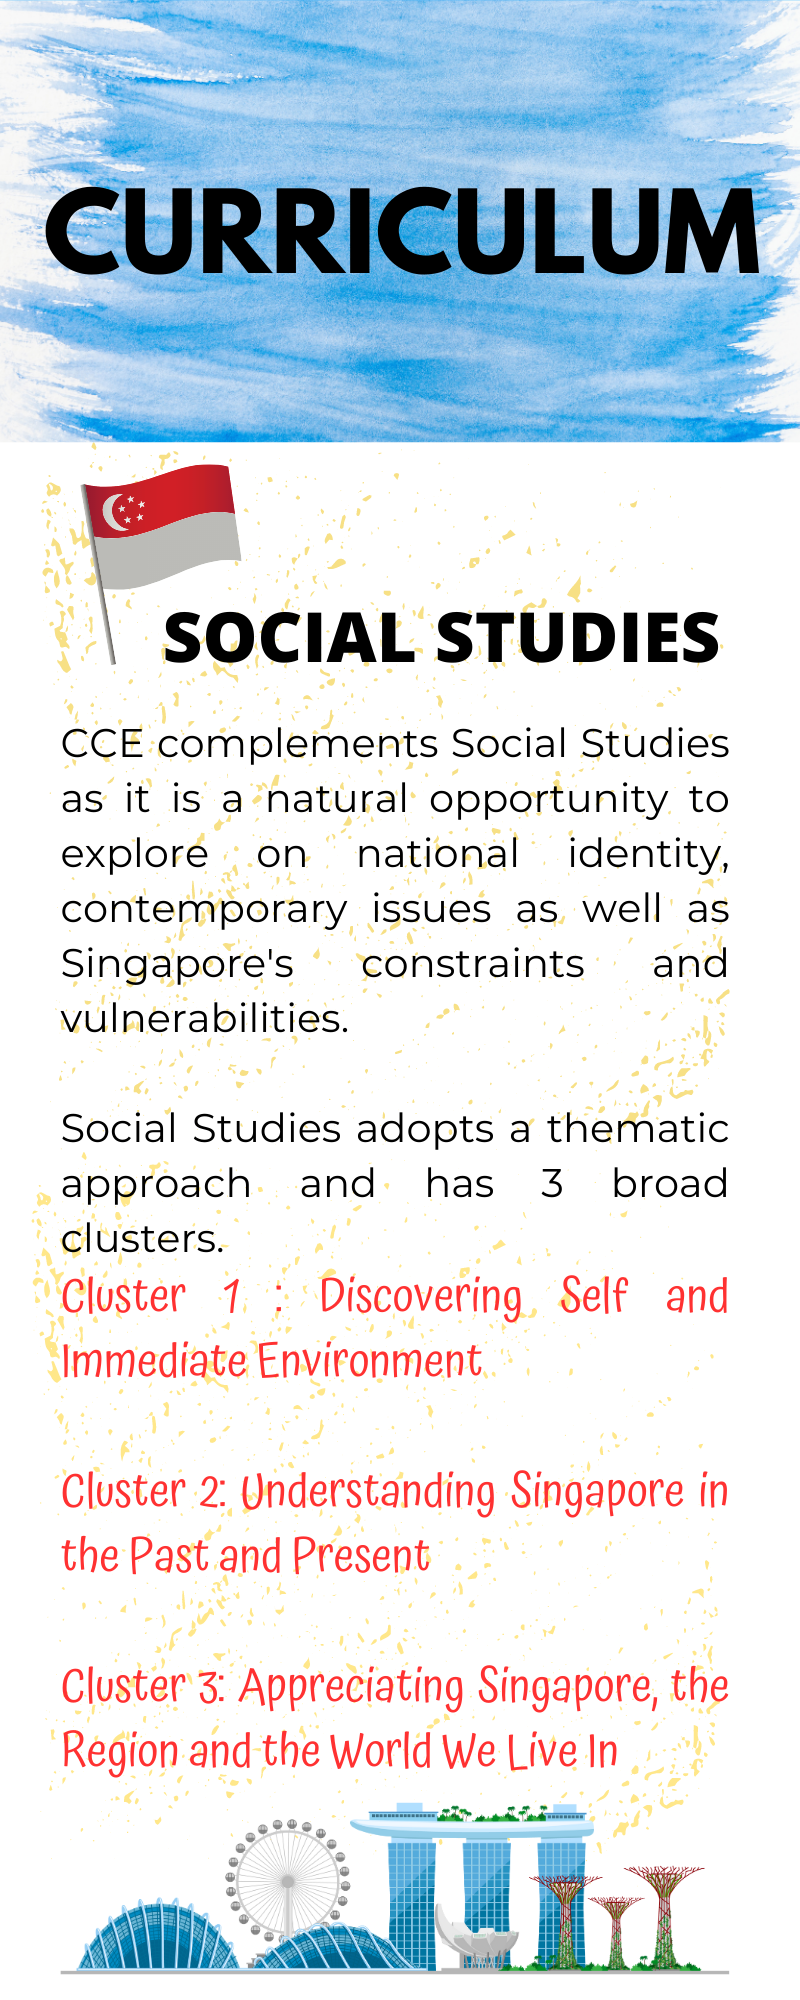 CURRICULUM
SOCIAL STUDIES
CCE complements Social Studies
as it is a natural opportunity to
explore on national identity,
contemporary issues as well as
Singapore's constraints and
vulnerabilities.
Social Studies adopts a thematic
approach and has 3 broad
clusters.
Cluster 1 : Discovering Self and
Immediate Environment
Cluster 2: Understanding Singapore in
the Past and Present
Cluster 3: Appreciating Singapore, the
Region and the World We Live In